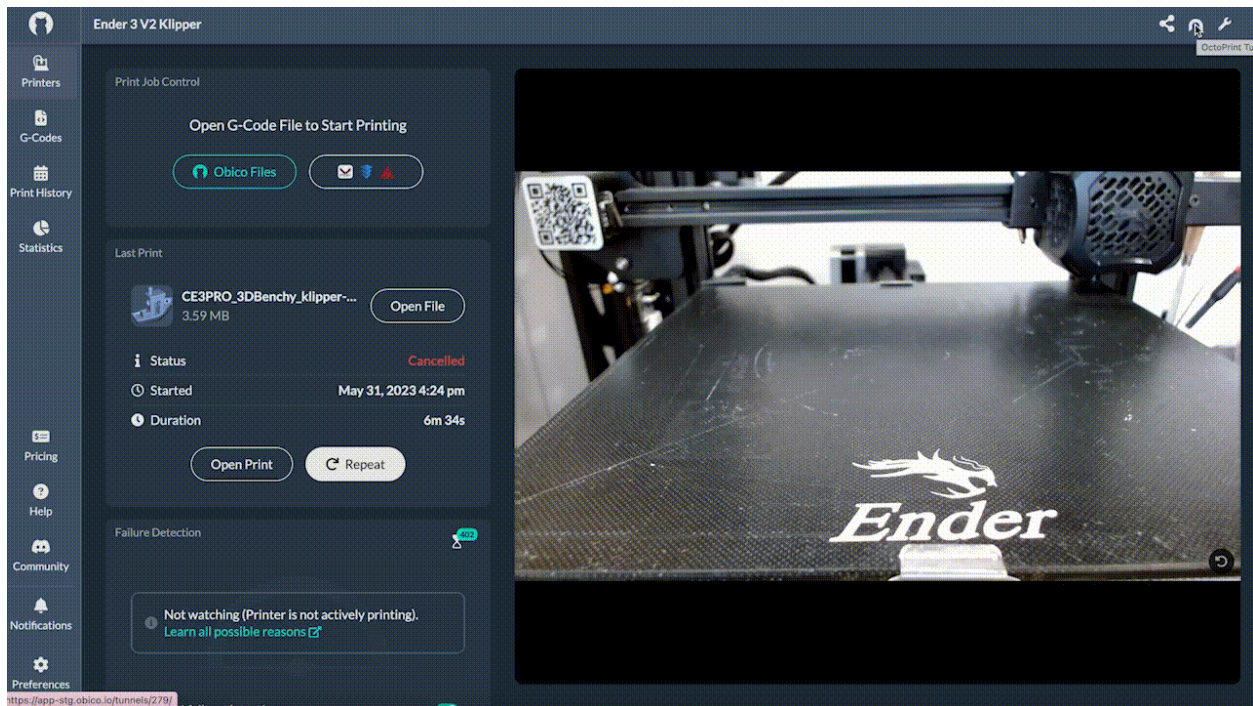 Ender 3 V2 Klipper
OctoPrint Tu
Printers
G-Codes
Print History
Statistics
Pricing
Help
Community
Notifications
Preferences
https://app-stg.obico.io/tunnels/279/
Print Job Control
Open G-Code File to Start Printing
Obico Files
Last Print
CE3PRO_3DBenchy_klipper-...
3.59 MB
Open File
Status Cancelled
Started May 31, 2023 4:24 pm
Duration 6m 34s
Open Print Repeat
Failure Detection
402
Not watching (Printer is not actively printing).
Learn all possible reasons
Ender